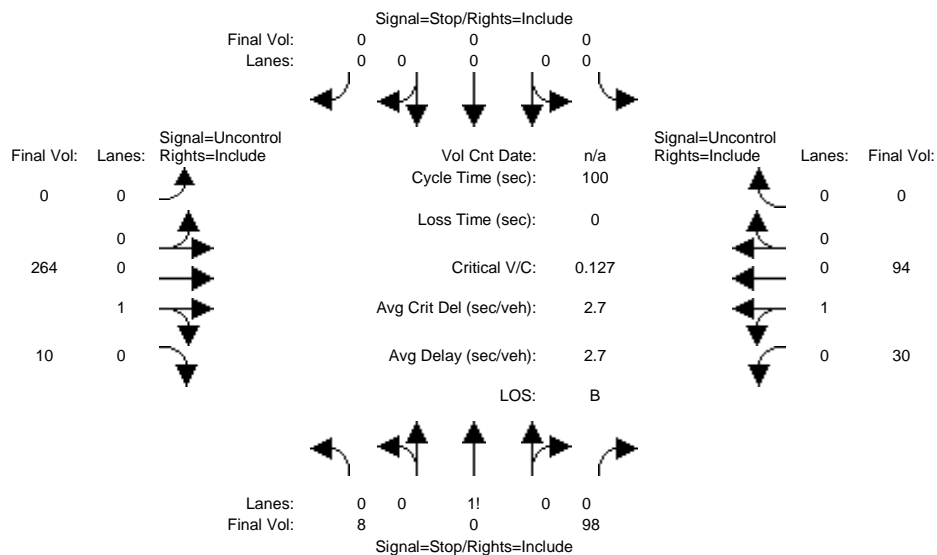 Signal=Stop/Rights=Include
Final Vol: 0 0 0
Lanes: 0 0 0 0 0
Signal=Uncontrol Signal=Uncontrol
Final Vol: Lanes: Rights=Include Vol Cnt Date: n/a Rights=Include Lanes: Final Vol:
Cycle Time (sec): 100
0 0 0 0
Loss Time (sec): 0
0 0
264 0 Critical V/C: 0.127 0 94
1 Avg Crit Del (sec/veh): 2.7 1
10 0 Avg Delay (sec/veh): 2.7 0 30
LOS: B
Lanes: 0 0 1! 0 0
Final Vol: 8 0 98
Signal=Stop/Rights=Include